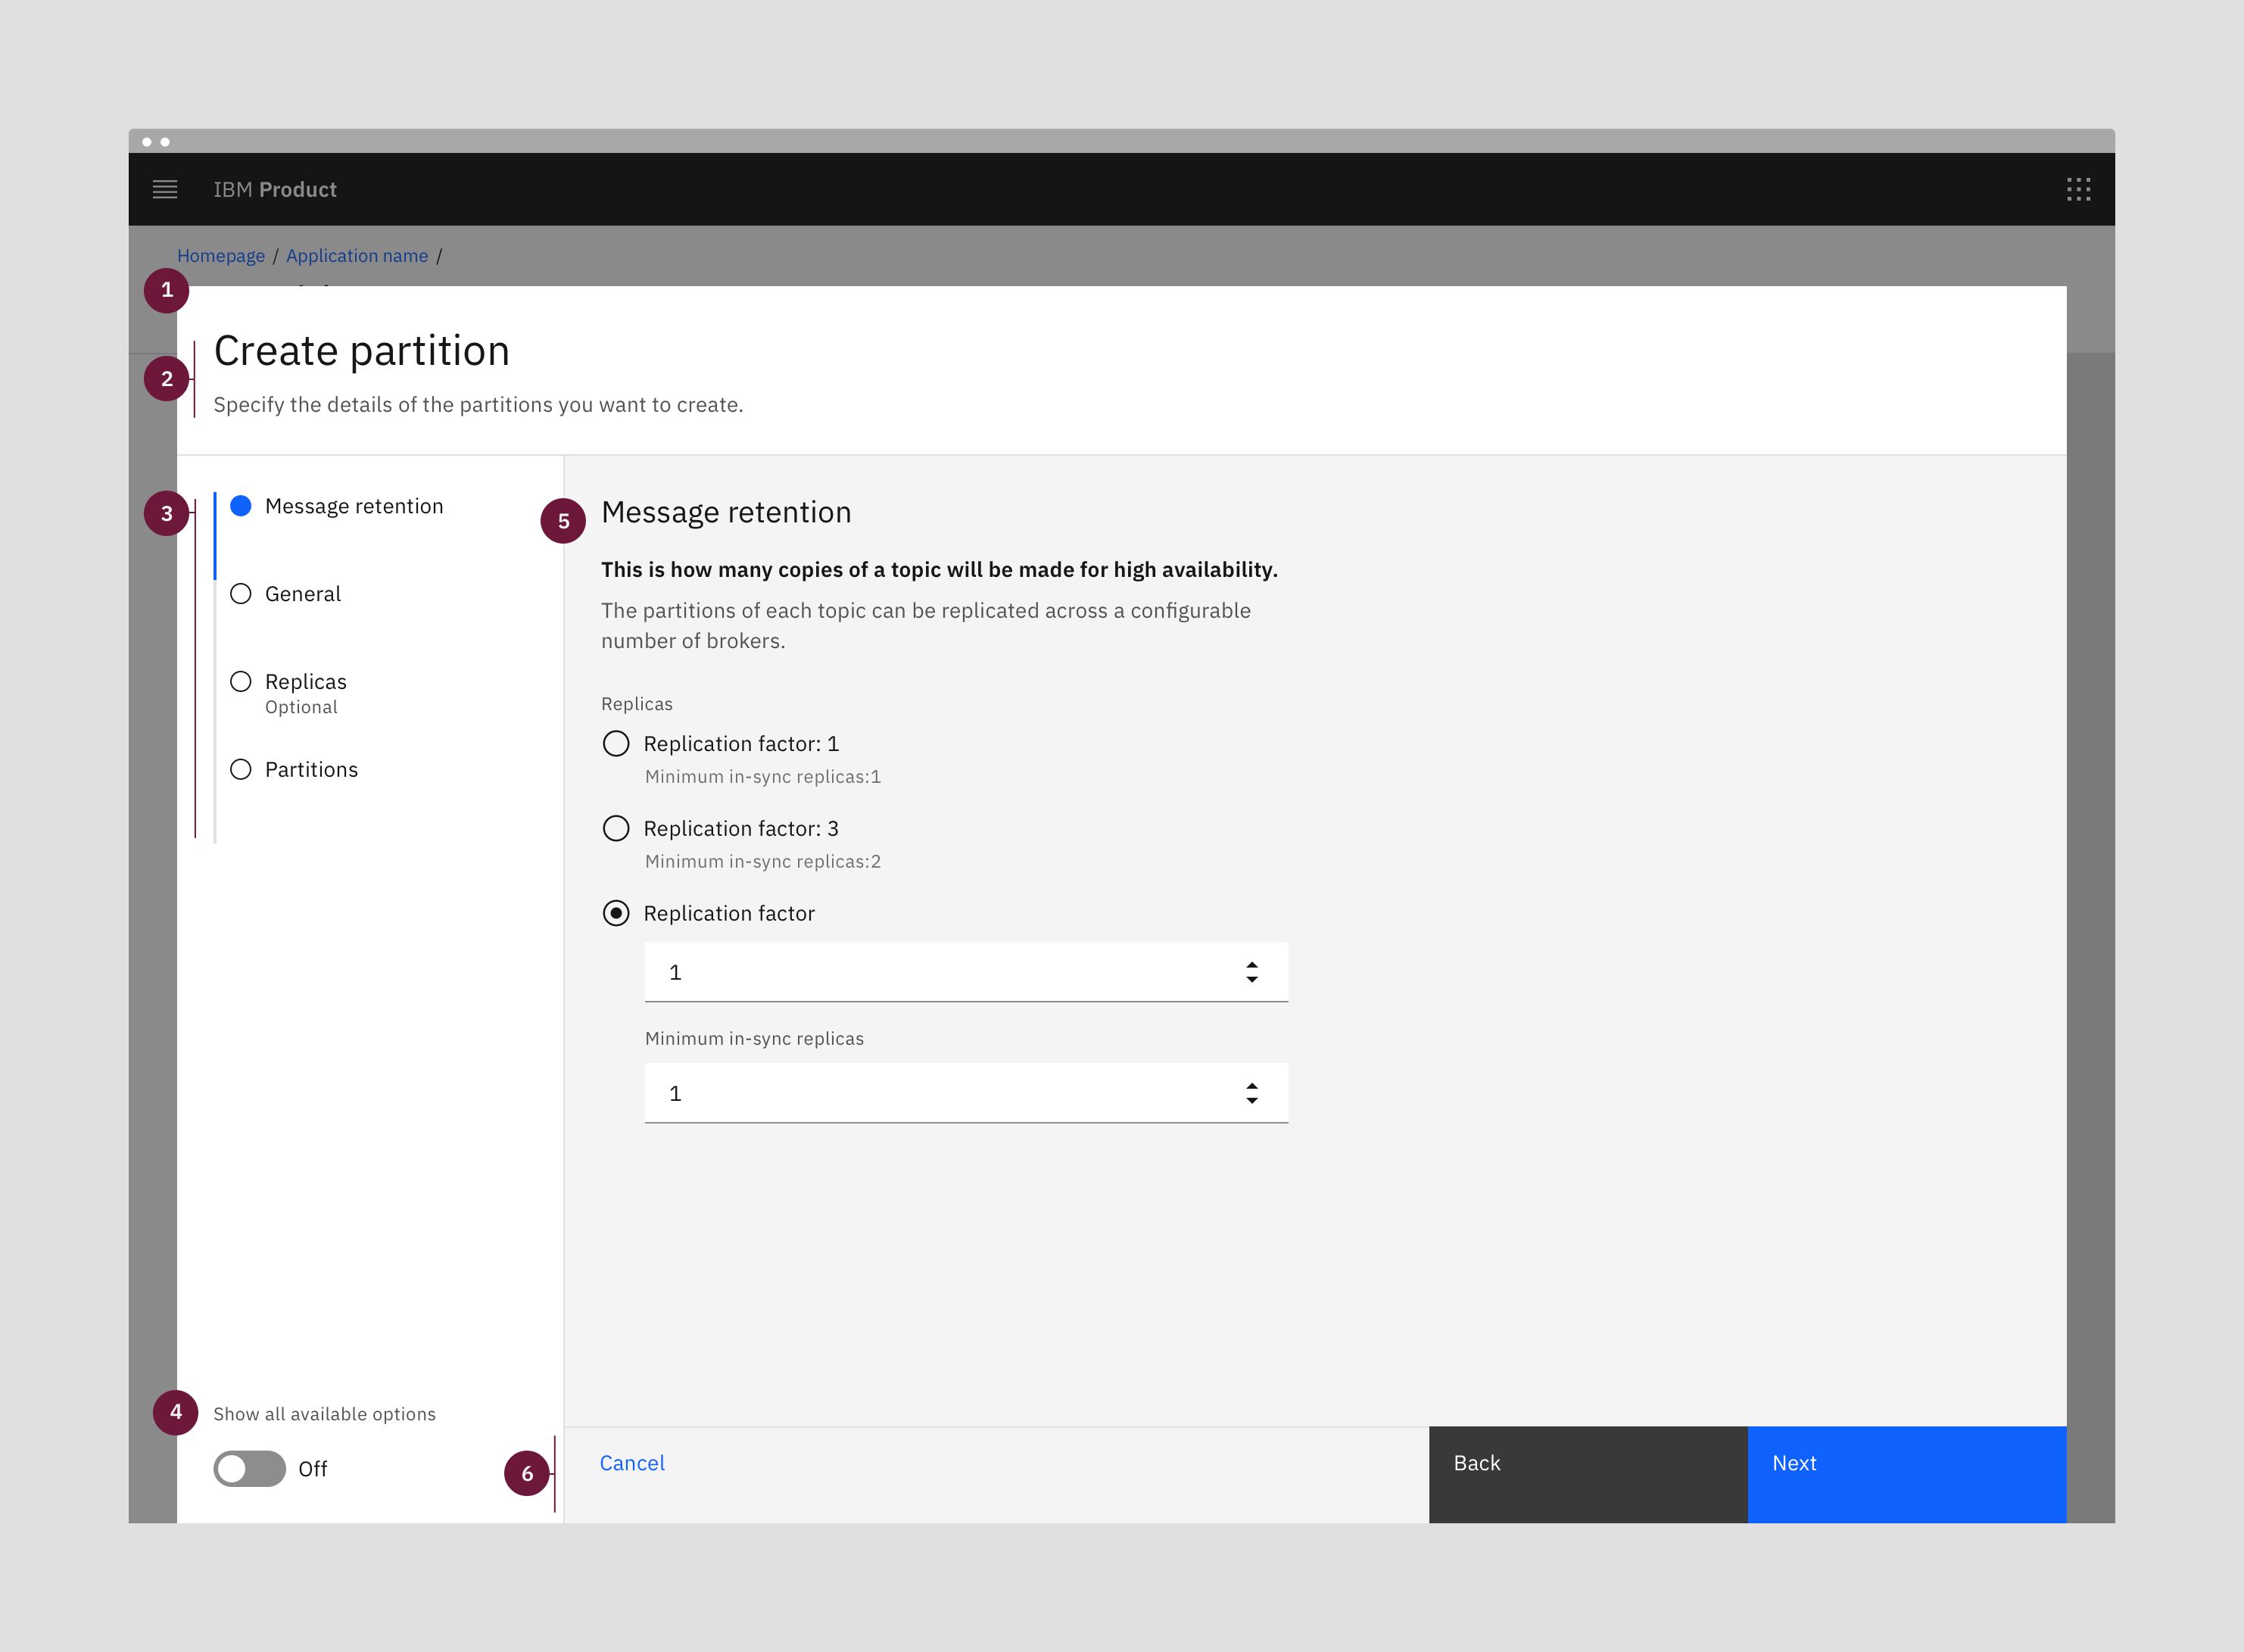 IBM Product
Homepage / Application name /
1
Create partition
2
Specify the details of the partitions you want to create.
3
Message retention
General
Replicas
Optional
Partitions
4
Show all available options
Off
5
Message retention
This is how many copies of a topic will be made for high availability.
The partitions of each topic can be replicated across a configurable
number of brokers.
Replicas
Replication factor: 1
Minimum in-sync replicas:1
Replication factor: 3
Minimum in-sync replicas:2
Replication factor
1
Minimum in-sync replicas
1
6
Cancel
Back
Next